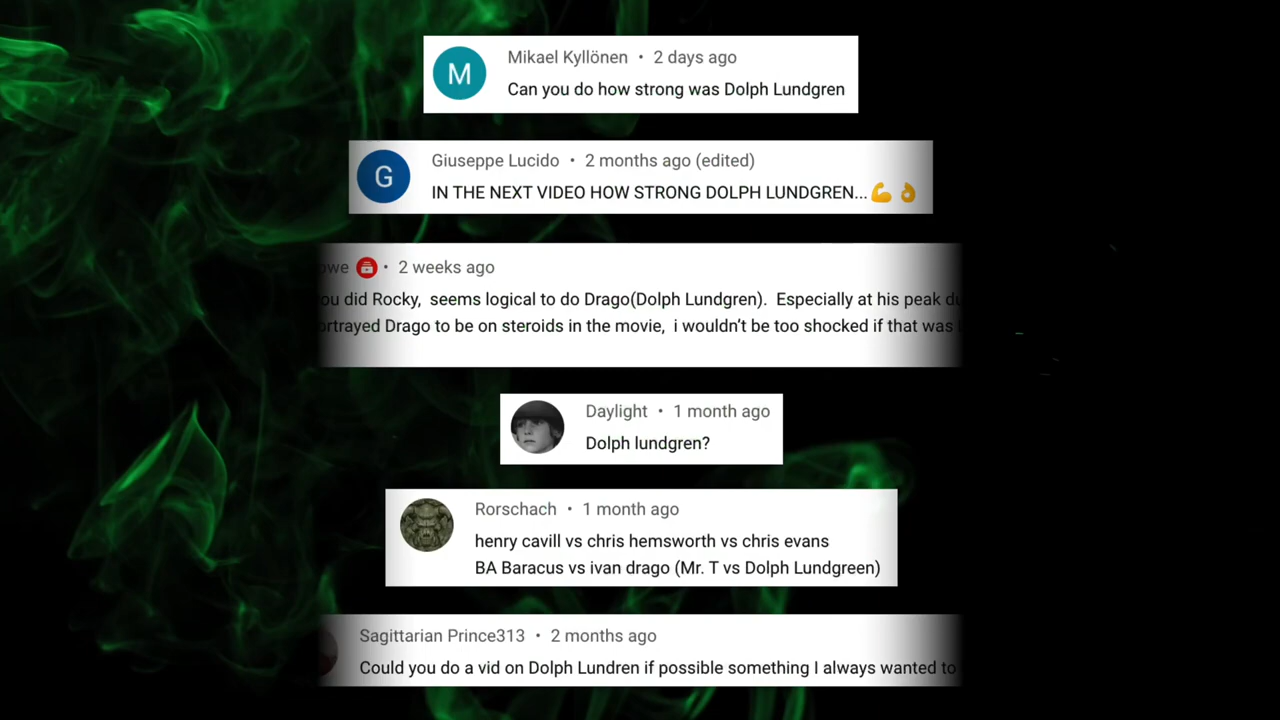 M
Mikael Kyllönen • 2 days ago
Can you do how strong was Dolph Lundgren
G
Giuseppe Lucido • 2 months ago (edited)
IN THE NEXT VIDEO HOW STRONG DOLPH LUNDGREN...💪👌
• 2 weeks ago
did Rocky, seems logical to do Drago(Dolph Lundgren). Especially at his peak
Drago to be on steroids in the movie, i wouldn't be too shocked if that was
Daylight • 1 month ago
Dolph lundgren?
Rorschach • 1 month ago
henry cavill vs chris hemsworth vs chris evans
BA Baracus vs ivan drago (Mr. T vs Dolph Lundgreen)
Sagittarian Prince313 • 2 months ago
Could you do a vid on Dolph Lundren if possible something I always wanted to